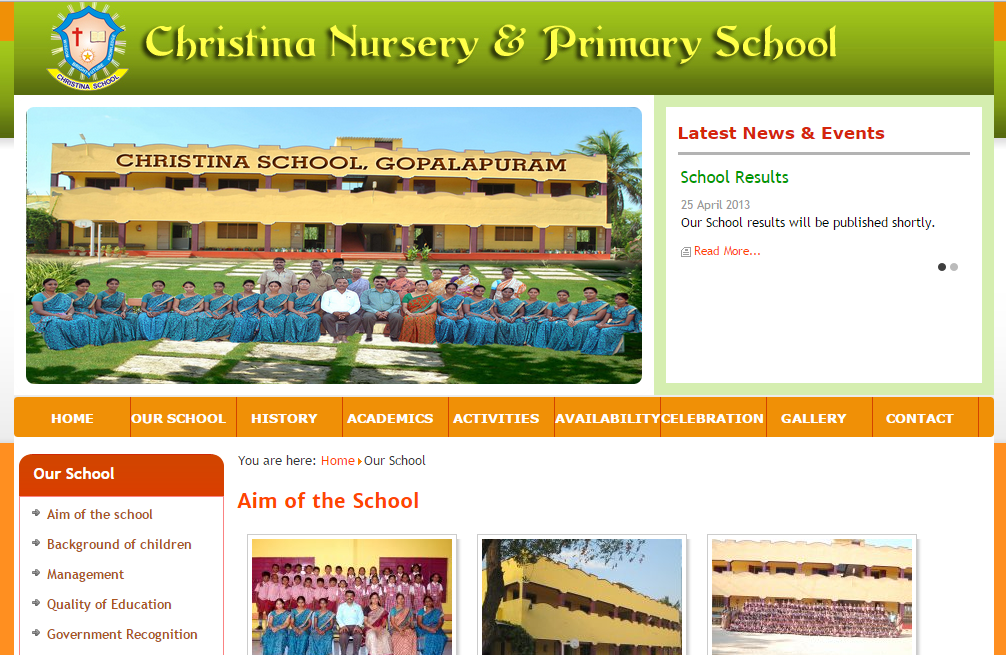 CHRISTINA SCHOOL
Christina Nursery & Primary School
CHRISTINA SCHOOL, GOPALAPURAM
Latest News & Events
School Results
25 April 2013
Our School results will be published shortly.
Read More...
HOME OUR SCHOOL HISTORY ACADEMICS ACTIVITIES AVAILABILITY CELEBRATION GALLERY CONTACT
Our School
Aim of the school
Background of children
Management
Quality of Education
Government Recognition
You are here: Home Our School
Aim of the School